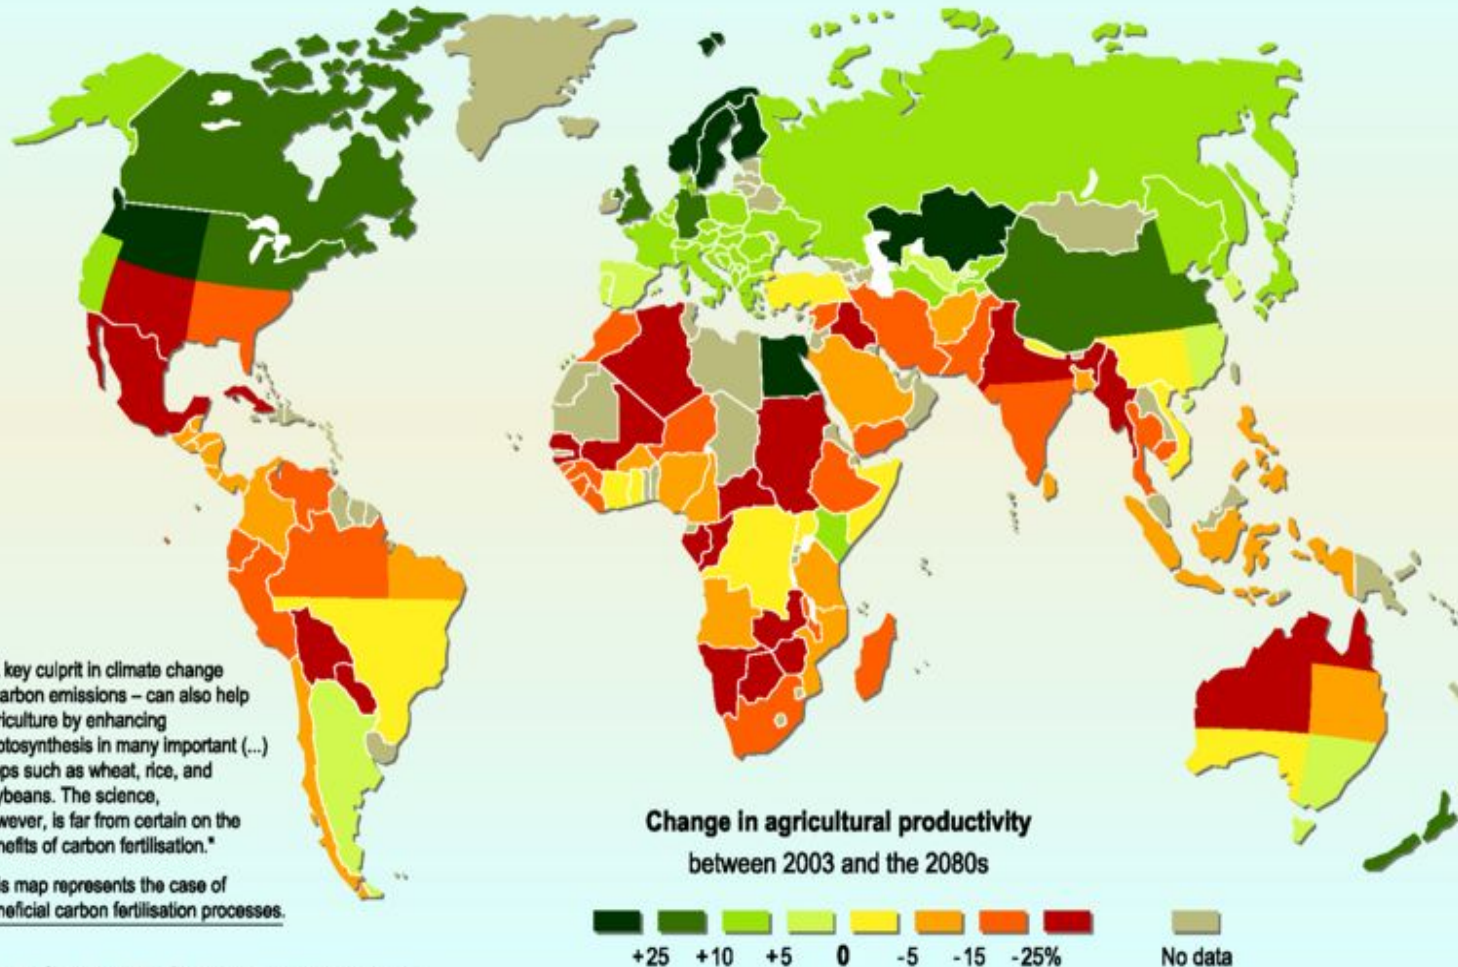 key culprit in climate change
arbon emissions – can also help
riculture by enhancing
otosynthesis in many important (...)
ps such as wheat, rice, and
ybeans. The science,
wever, is far from certain on the
nefits of carbon fertilisation.*
is map represents the case of
neficial carbon fertilisation processes.
Change in agricultural productivity
between 2003 and the 2080s
+25 +10 +5 0 -5 -15 -25% No data